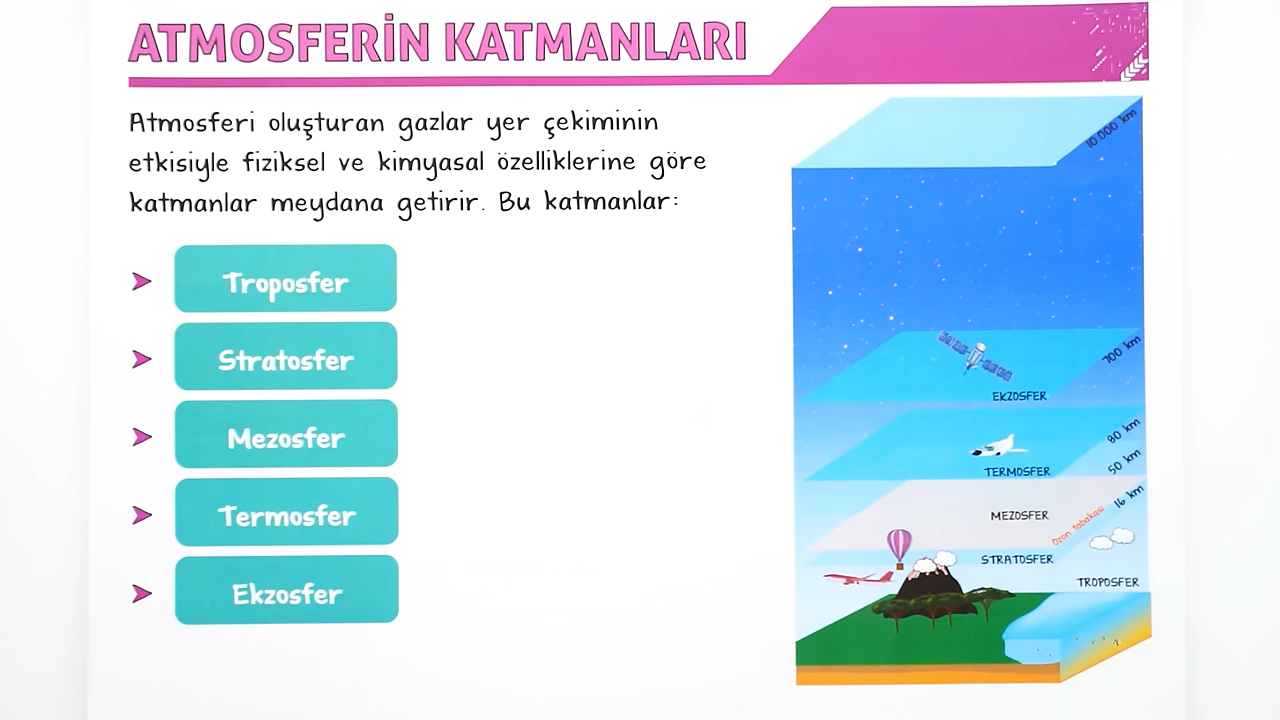 ATMOSFERİN KATMANLARI
Atmosferi oluşturan gazlar yer çekiminin
etkisiyle fiziksel ve kimyasal özelliklerine göre
katmanlar meydana getirir. Bu katmanlar:
Troposfer
Stratosfer
Mezosfer
Termosfer
Ekzosfer
10 000 km
700 km
EKZOSFER
80 km
TERMOSFER
50 km
16 km
MEZOSFER
Ozon tabakası
STRATOSFER
TROPOSFER